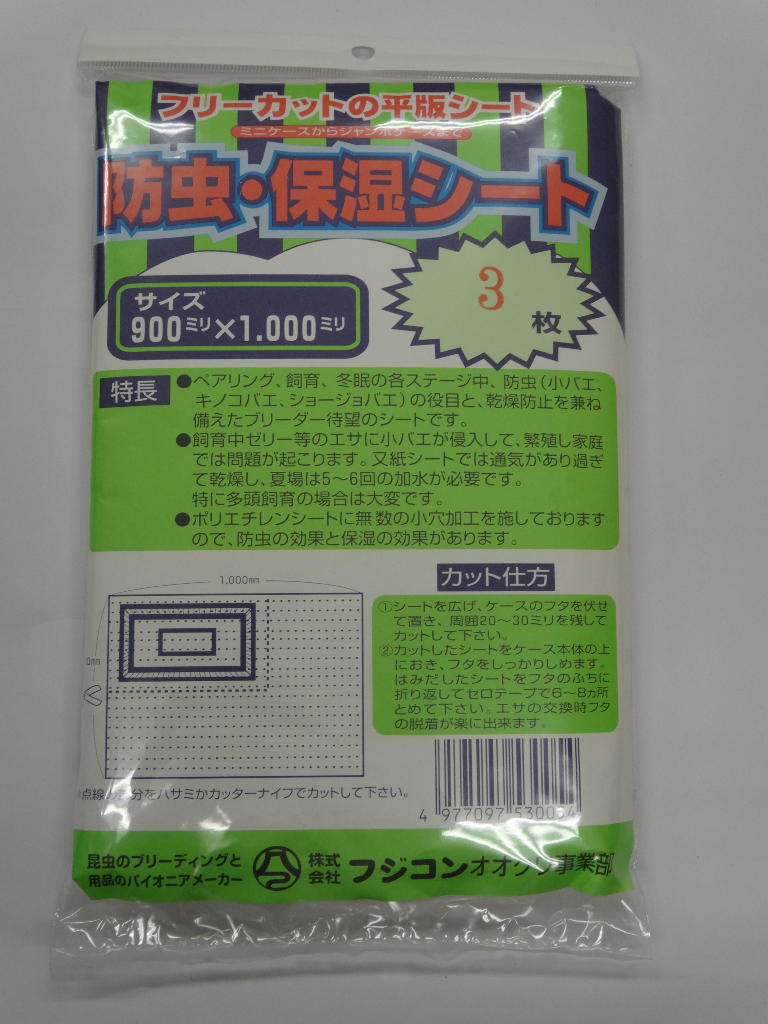 フリーカットの平版シート
ミニケースからジャンボケースまで
防虫・保湿シート
サイズ
900ミリ×1.000ミリ
3枚
特長
●ペアリング、飼育、冬眠の各ステージ中、防虫(小バエ、
キノコバエ、ショージョバエ)の役目と、乾燥防止を兼ね
備えたブリーダー待望のシートです。
●飼育中ゼリー等のエサに小バエが侵入して、繁殖し家庭
では問題が起こります。又紙シートでは通気があり過ぎ
て乾燥し、夏場は5〜6回の加水が必要です。
特に多頭飼育の場合は大変です。
●ポリエチレンシートに無数の小穴加工を施しております
ので、防虫の効果と保湿の効果があります。
1.000mm
0mm
カット仕方
①シートを広げ、ケースのフタを伏せ
て置き、周囲20〜30ミリを残して
カットして下さい。
②カットしたシートをケース本体の上
におき、フタをしっかりしめます。
はみだしたシートをフタのふちに
折り返してセロテープで6〜8ヵ所
とめて下さい。エサの交換時フタ
の脱着が楽に出来ます。
点線の部分をハサミかカッターナイフでカットして下さい。
4 977097 530054
昆虫のブリーディングと
用品のパイオニアメーカー
株式会社 フジコンオオクワ事業部